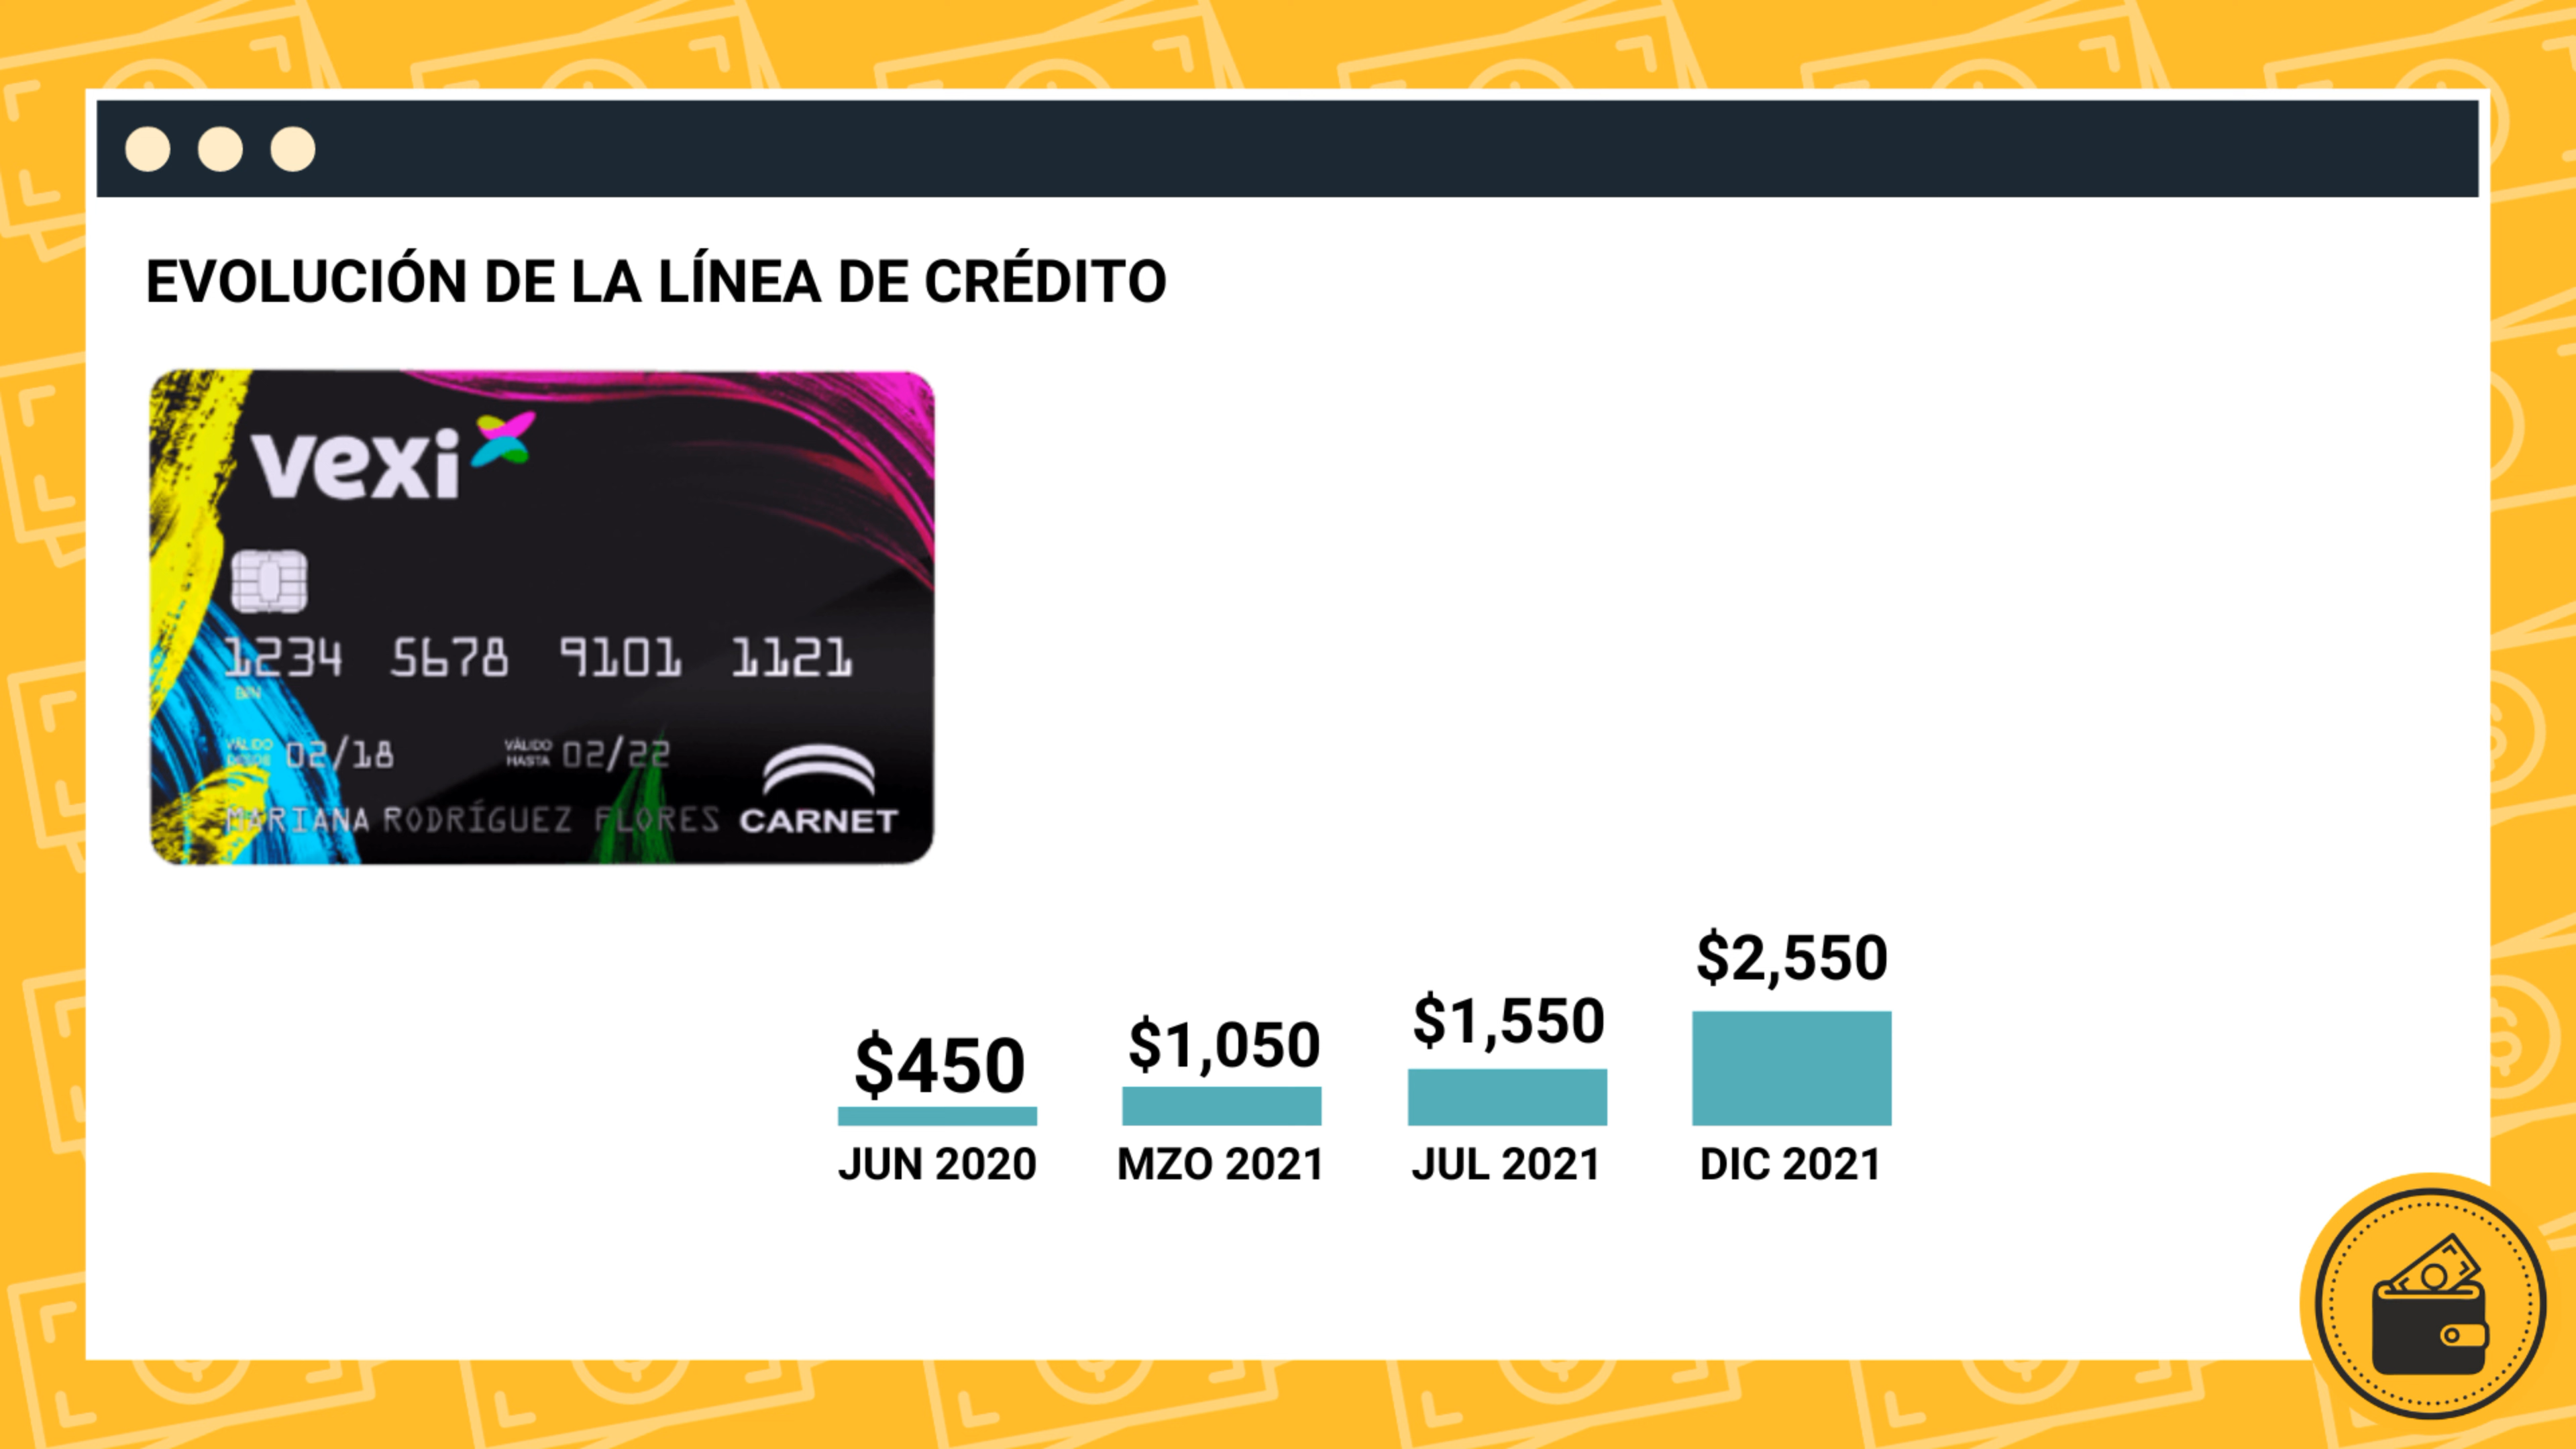 EVOLUCIÓN DE LA LÍNEA DE CRÉDITO
vexi
1234 5678 9101 1121
BIN
VÁLIDO DESDE 02/18 VÁLIDO HASTA 02/22
MARIANA RODRÍGUEZ FLORES
CARNET
$450 $1,050 $1,550 $2,550
JUN 2020 MZO 2021 JUL 2021 DIC 2021